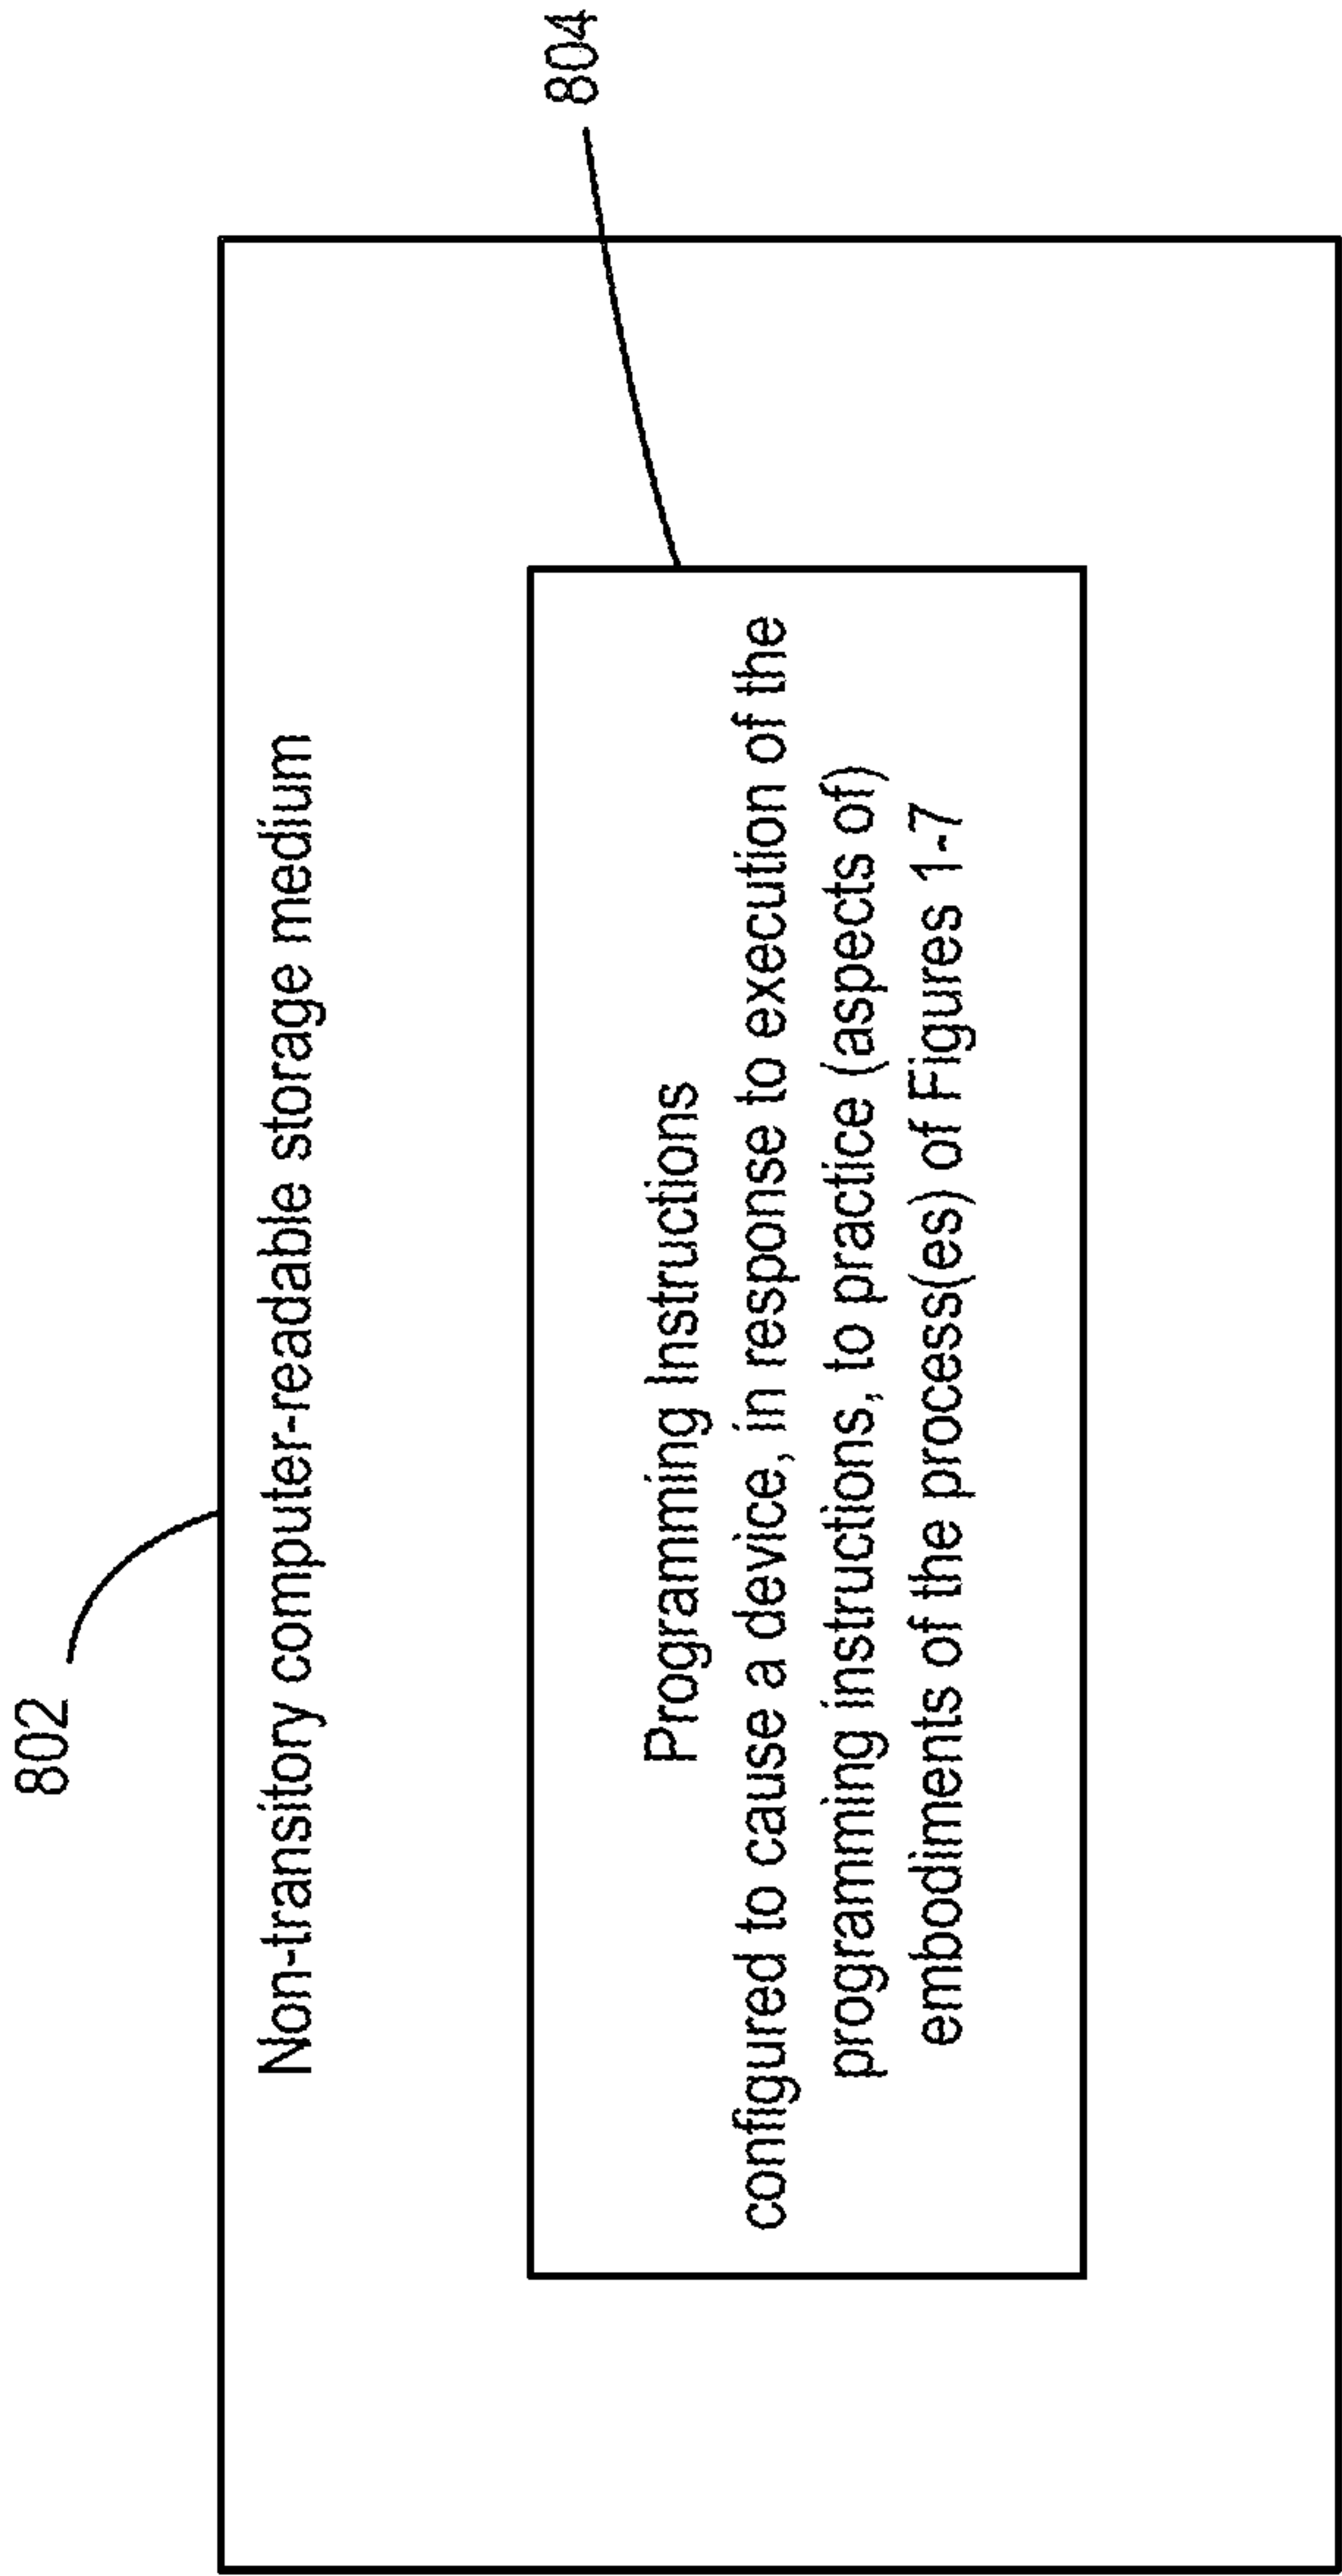 802
Non-transitory computer-readable storage medium
804
Programming Instructions
configured to cause a device, in response to execution of the
programming instructions, to practice (aspects of)
embodiments of the process(es) of Figures 1-7